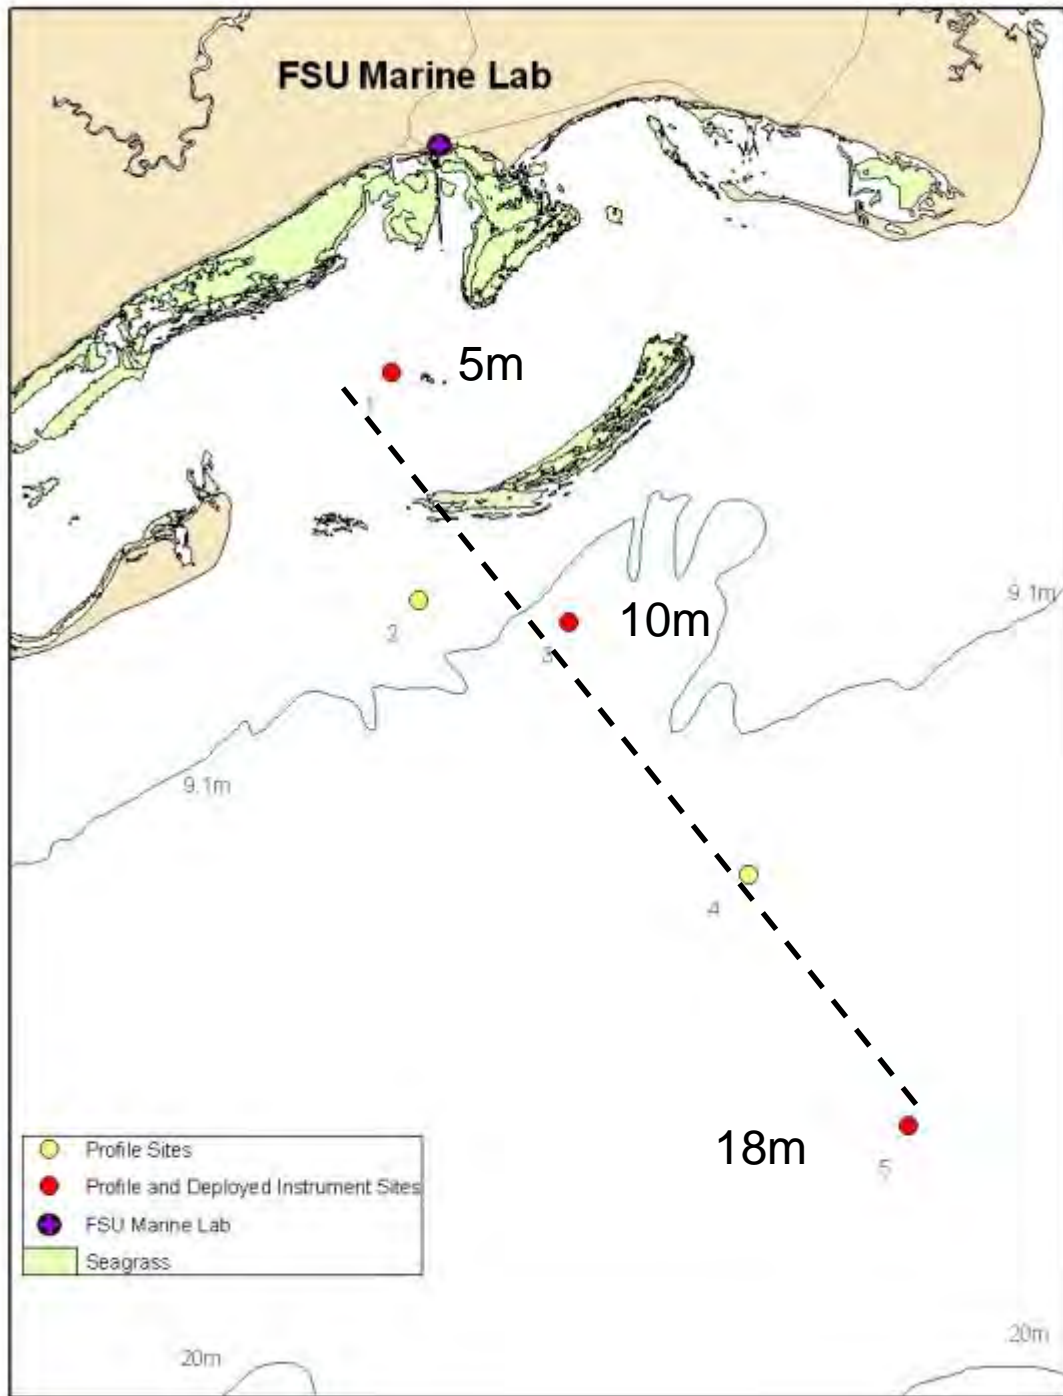 FSU Marine Lab
5m
1
10m
9.1m
2
3
9.1m
4
18m
5
Profile Sites
Profile and Deployed Instrument Sites
FSU Marine Lab
Seagrass
20m
20m